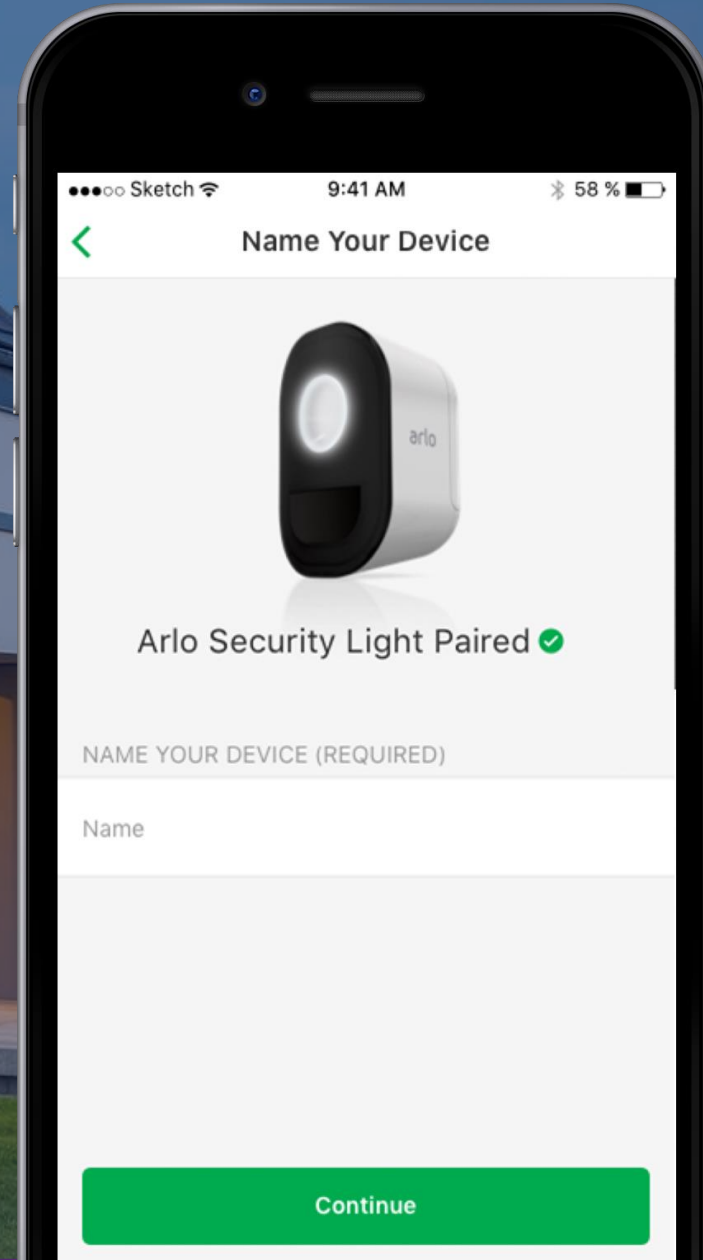 Sketch 9:41 AM 58 %
Name Your Device
arlo
Arlo Security Light Paired
NAME YOUR DEVICE (REQUIRED)
Name
Continue